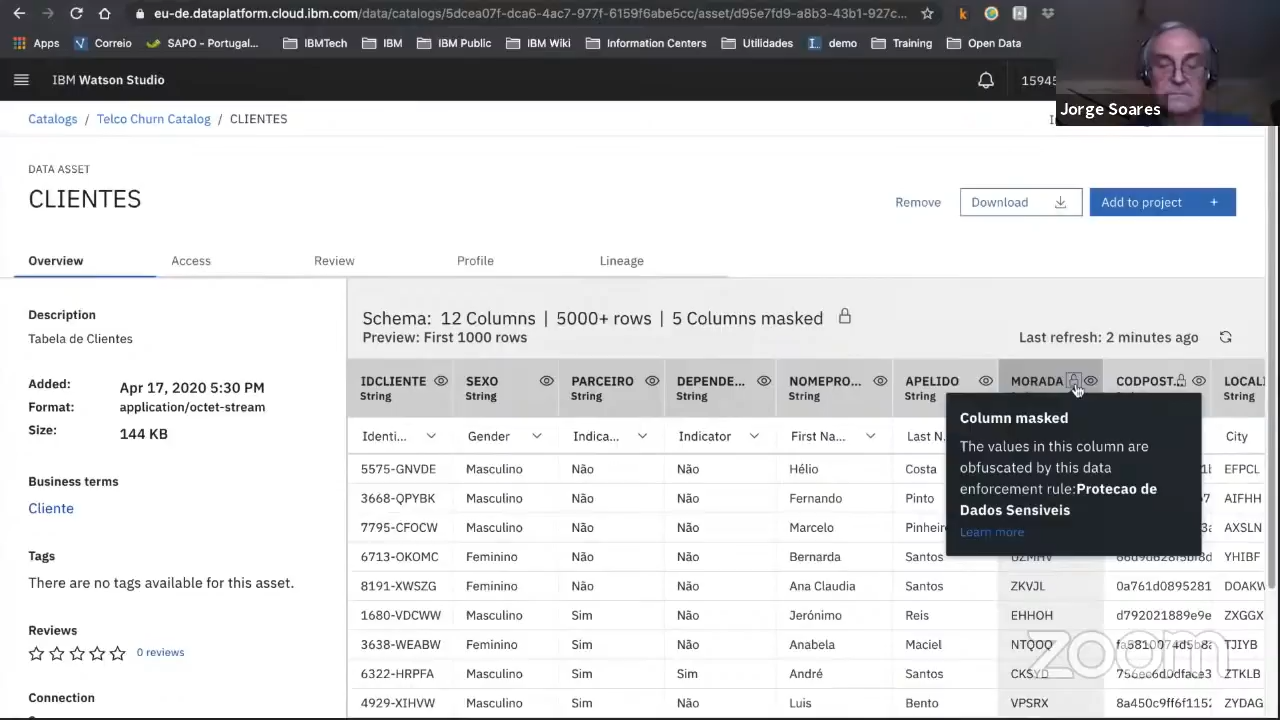 eu-de.dataplatform.cloud.ibm.com/data/catalogs/5dcea07f-dca6-4ac7-977f-6159f6abe5cc/asset/d95e7fd9-a8b3-43b1-927c...
Apps Correio SAPO - Portugal... IBMTech IBM IBM Public IBM Wiki Information Centers Utilidades demo Training Open Data
IBM Watson Studio 15945
Jorge Soares
Catalogs / Telco Churn Catalog / CLIENTES
DATA ASSET
CLIENTES
Remove Download Add to project +
Overview Access Review Profile Lineage
Description
Tabela de Clientes
Added: Apr 17, 2020 5:30 PM
Format: application/octet-stream
Size: 144 KB
Business terms
Cliente
Tags
There are no tags available for this asset.
Reviews
0 reviews
Connection
Schema: 12 Columns | 5000+ rows | 5 Columns masked
Preview: First 1000 rows
Last refresh: 2 minutes ago
IDCLIENTE SEXO PARCEIRO DEPENDE... NOMEPRO... APELIDO MORADA CODPOST... LOCALI
String String String String String String String
Identi... Gender Indica... Indicator First Na... Last N. City
5575-GNVDE Masculino Não Não Hélio Costa EFPCL
3668-QPYBK Masculino Não Não Fernando Pinto AIFHH
7795-CFOCW Masculino Não Não Marcelo Pinheir AXSLN
6713-OKOMC Feminino Não Não Bernarda Santos UZMHV YHIBF
8191-XWSZG Feminino Não Não Ana Claudia Santos ZKVJL 0a761d0895281 DOAKW
1680-VDCWW Masculino Sim Não Jerónimo Reis EHHOH d792021889e9e ZXGGX
3638-WEABW Feminino Sim Não Anabela Maciel NTQOQ TJIYB
6322-HRPFA Masculino Sim Sim André Santos CKSYD ZTKLB
4929-XIHVW Masculino Sim Não Luis Bento VPSRX 8a450c9ff6f1152 ZYDAG
Column masked
The values in this column are
obfuscated by this data
enforcement rule:Protecao de
Dados Sensiveis
Learn more
zoom